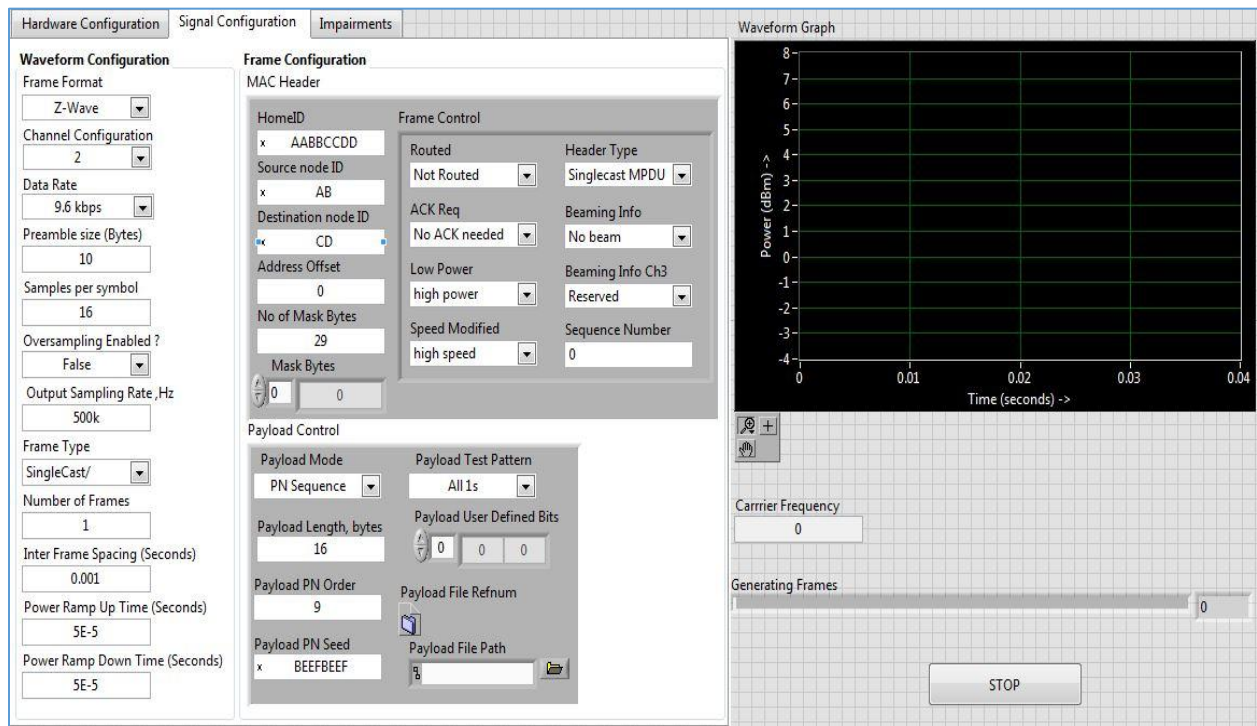 Hardware Configuration
Signal Configuration
Impairments
Waveform Configuration
Frame Format
Z-Wave
Channel Configuration
2
Data Rate
9.6 kbps
Preamble size (Bytes)
10
Samples per symbol
16
Oversampling Enabled ?
False
Output Sampling Rate ,Hz
500k
Frame Type
SingleCast/
Number of Frames
1
Inter Frame Spacing (Seconds)
0.001
Power Ramp Up Time (Seconds)
5E-5
Power Ramp Down Time (Seconds)
5E-5
Frame Configuration
MAC Header
HomeID
x AABBCCDD
Source node ID
x AB
Destination node ID
x CD
Address Offset
0
No of Mask Bytes
29
Mask Bytes
0 0
Frame Control
Routed
Not Routed
ACK Req
No ACK needed
Low Power
high power
Speed Modified
high speed
Header Type
Singlecast MPDU
Beaming Info
No beam
Beaming Info Ch3
Reserved
Sequence Number
0
Payload Control
Payload Mode
PN Sequence
Payload Length, bytes
16
Payload PN Order
9
Payload PN Seed
x BEEFBEEF
Payload Test Pattern
All 1s
Payload User Defined Bits
0 0 0
Payload File Refnum
Payload File Path
Waveform Graph
Power (dBm) ->
8
7
6
5
4
3
2
1
0
-1
-2
-3
-4
0 0.01 0.02 0.03 0.04
Time (seconds) ->
Carrrier Frequency
0
Generating Frames
0
STOP